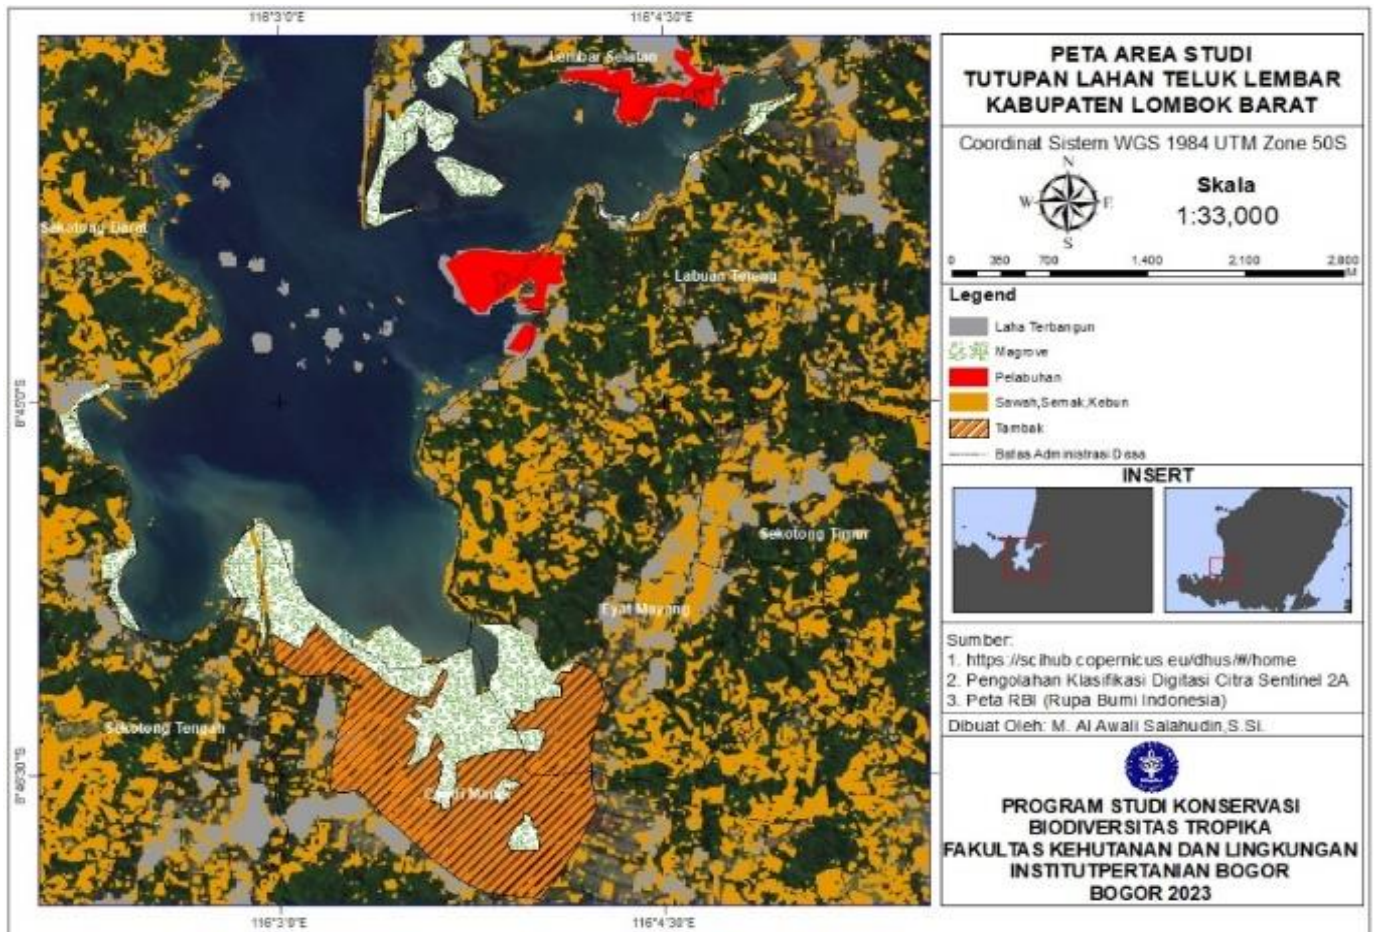 116°3'0"E
116°4'30"E
Lembar Selatan
Sekotong Barat
Labuan Tereng
8°45'0"S
Sekotong Timur
Eyat Mayang
Sekotong Tengah
8°46'30"S
116°3'0"E
116°4'30"E
PETA AREA STUDI
TUTUPAN LAHAN TELUK LEMBAR
KABUPATEN LOMBOK BARAT
Coordinat Sistem WGS 1984 UTM Zone 50S
N
W E
S
Skala
1:33,000
0 350 700 1,400 2,100 2,800
M
Legend
Laha Terbangun
Magrove
Pelabuhan
Sawah,Semak,Kebun
Tambak
Batas Administrasi Desa
INSERT
Sumber:
1. https://scihub.copernicus.eu/dhus/#/home
2. Pengolahan Klasifikasi Digitasi Citra Sentinel 2A
3. Peta RBI (Rupa Bumi Indonesia)
Dibuat Oleh: M. Al Awali Salahudin,S.Si.
PROGRAM STUDI KONSERVASI
BIODIVERSITAS TROPIKA
FAKULTAS KEHUTANAN DAN LINGKUNGAN
INSTITUTPERTANIAN BOGOR
BOGOR 2023